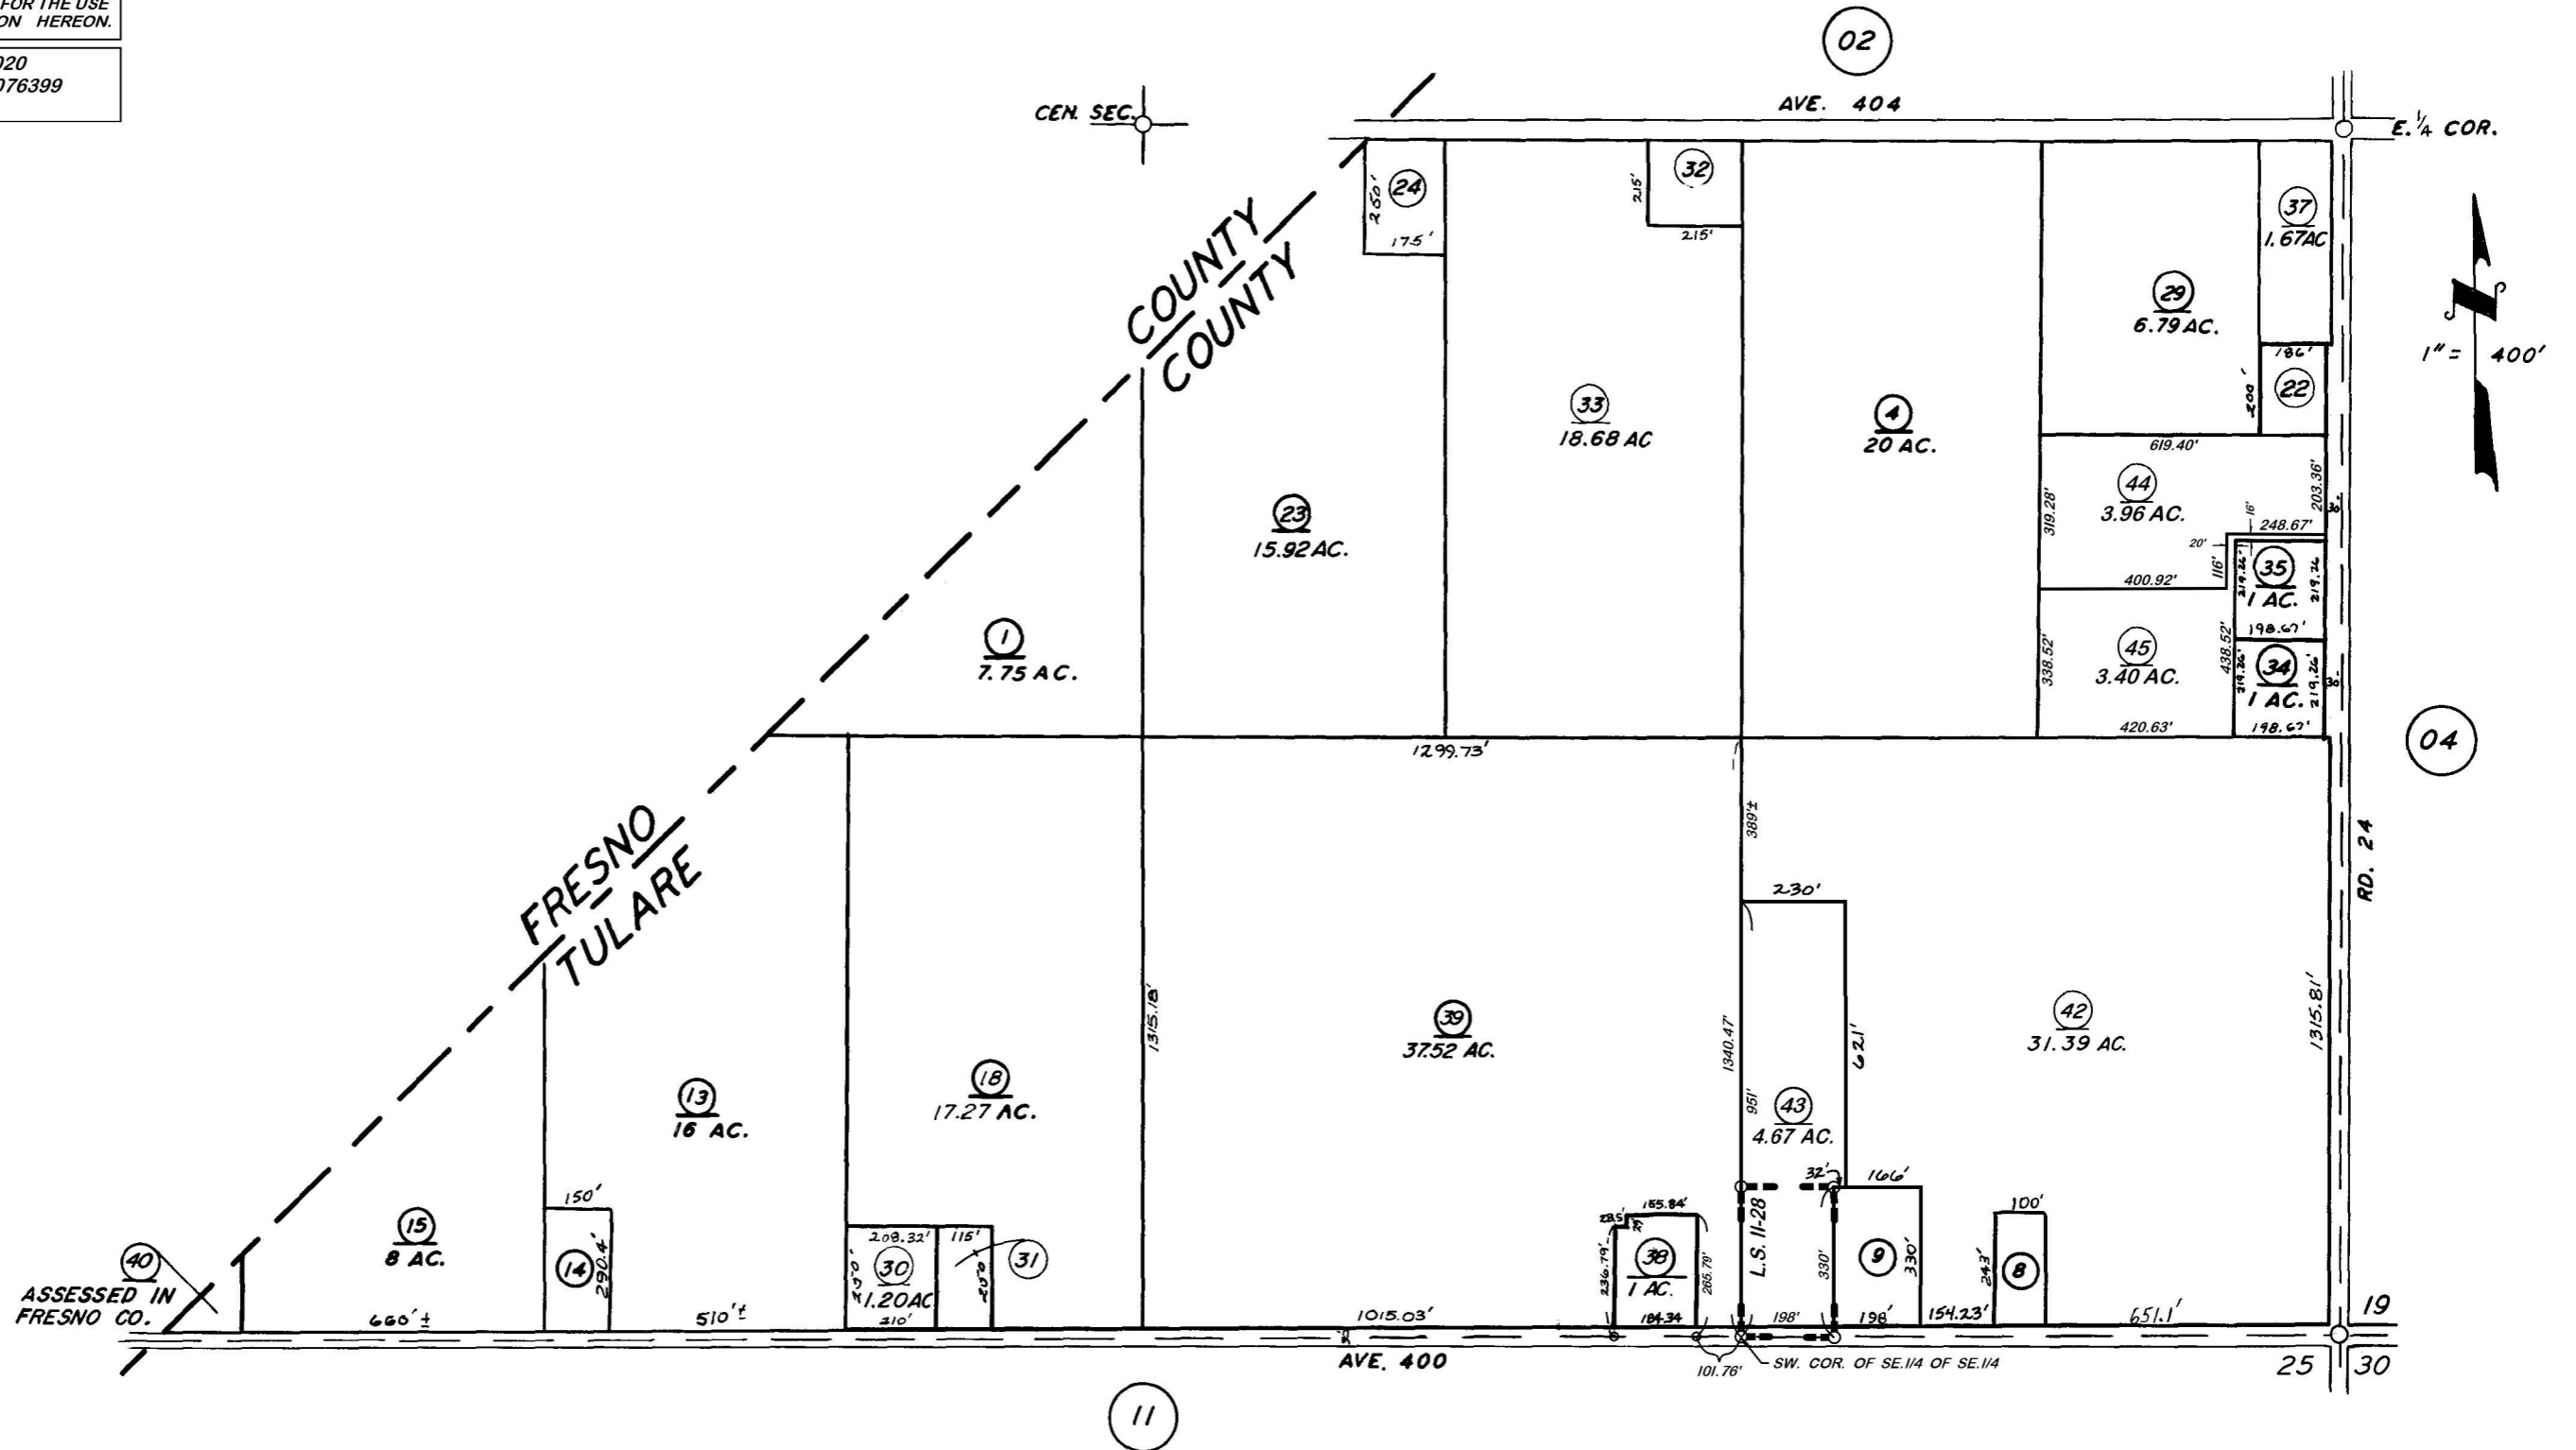 FOR THE USE
ON HEREON.
020
076399
02
AVE. 404
CEN. SEC.
E. 1/4 COR.
24
250'
175'
32
215'
215'
37
1.67AC
29
6.79 AC.
1" = 400'
186'
22
200'
COUNTY
COUNTY
33
18.68 AC
4
20 AC.
619.40'
44
3.96 AC.
319.28'
203.36'
30'
16'
248.67'
20'
116'
400.92'
23
15.92 AC.
35
1 AC.
219.26'
219.26
198.67'
1
7.75 AC.
45
3.40 AC.
338.52'
438.52'
34
1 AC.
219.26'
219.26'
30'
420.63'
198.67'
1299.73'
04
FRESNO
TULARE
389'±
RD. 24
230'
1315.18'
39
37.52 AC.
1340.47'
951'
621'
42
31.39 AC.
1315.81'
18
17.27 AC.
13
16 AC.
43
4.67 AC.
32'
166'
150'
14
290.4'
15
8 AC.
40
ASSESSED IN
FRESNO CO.
208.32'
115'
30
1.20AC
250'
250'
31
210'
28.5'
155.84'
236.79'
38
1 AC.
265.79'
184.34
L.S. 11-28
330'
9
330'
100'
243'
8
660'±
510'±
1015.03'
198'
198'
154.23'
651.1'
19
AVE. 400
101.76'
SW. COR. OF SE.1/4 OF SE.1/4
25
30
11